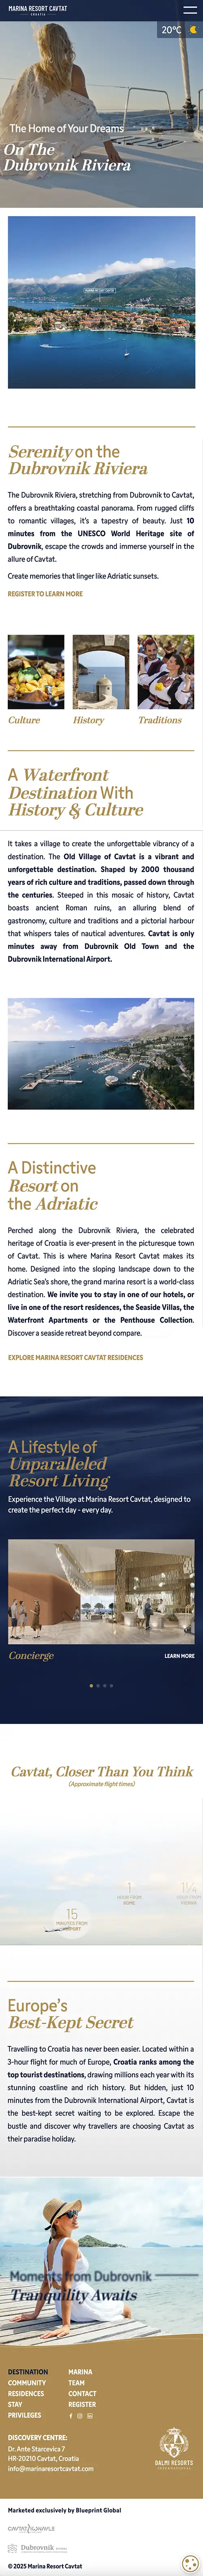 MARINA RESORT CAVTAT
CROATIA
20°C
The Home of Your Dreams
On The
Dubrovnik Riviera
MARINA RESORT CAVTAT
Serenity on the
Dubrovnik Riviera
The Dubrovnik Riviera, stretching from Dubrovnik to Cavtat,
offers a breathtaking coastal panorama. From rugged cliffs
to romantic villages, it's a tapestry of beauty. Just 10
minutes from the UNESCO World Heritage site of
Dubrovnik, escape the crowds and immerse yourself in the
allure of Cavtat.
Create memories that linger like Adriatic sunsets.
REGISTER TO LEARN MORE
Culture
History
Traditions
A Waterfront
Destination With
History & Culture
It takes a village to create the unforgettable vibrancy of a
destination. The Old Village of Cavtat is a vibrant and
unforgettable destination. Shaped by 2000 thousand
years of rich culture and traditions, passed down through
the centuries. Steeped in this mosaic of history, Cavtat
boasts ancient Roman ruins, an alluring blend of
gastronomy, culture and traditions and a pictorial harbour
that whispers tales of nautical adventures. Cavtat is only
minutes away from Dubrovnik Old Town and the
Dubrovnik International Airport.
A Distinctive
Resort on
the Adriatic
Perched along the Dubrovnik Riviera, the celebrated
heritage of Croatia is ever-present in the picturesque town
of Cavtat. This is where Marina Resort Cavtat makes its
home. Designed into the sloping landscape down to the
Adriatic Sea's shore, the grand marina resort is a world-class
destination. We invite you to stay in one of our hotels, or
live in one of the resort residences, the Seaside Villas, the
Waterfront Apartments or the Penthouse Collection.
Discover a seaside retreat beyond compare.
EXPLORE MARINA RESORT CAVTAT RESIDENCES
A Lifestyle of
Unparalleled
Resort Living
Experience the Village at Marina Resort Cavtat, designed to
create the perfect day - every day.
Concierge
LEARN MORE
Cavtat, Closer Than You Think
(Approximate flight times)
1
HOUR FROM
ROME
1¼
HOUR FROM
VIENNA
15
MINUTES FROM
AIRPORT
Europe's
Best-Kept Secret
Travelling to Croatia has never been easier. Located within a
3-hour flight for much of Europe, Croatia ranks among the
top tourist destinations, drawing millions each year with its
stunning coastline and rich history. But hidden, just 10
minutes from the Dubrovnik International Airport, Cavtat is
the best-kept secret waiting to be explored. Escape the
bustle and discover why travellers are choosing Cavtat as
their paradise holiday.
Moments from Dubrovnik
Tranquility Awaits
DESTINATION
COMMUNITY
RESIDENCES
STAY
PRIVILEGES
MARINA
TEAM
CONTACT
REGISTER
DISCOVERY CENTRE:
Dr. Ante Starcevica 7
HR-20210 Cavtat, Croatia
info@marinaresortcavtat.com
DALMI RESORTS
INTERNATIONAL
Marketed exclusively by Blueprint Global
CAVTAT KONAVLE
Dubrovnik
© 2025 Marina Resort Cavtat